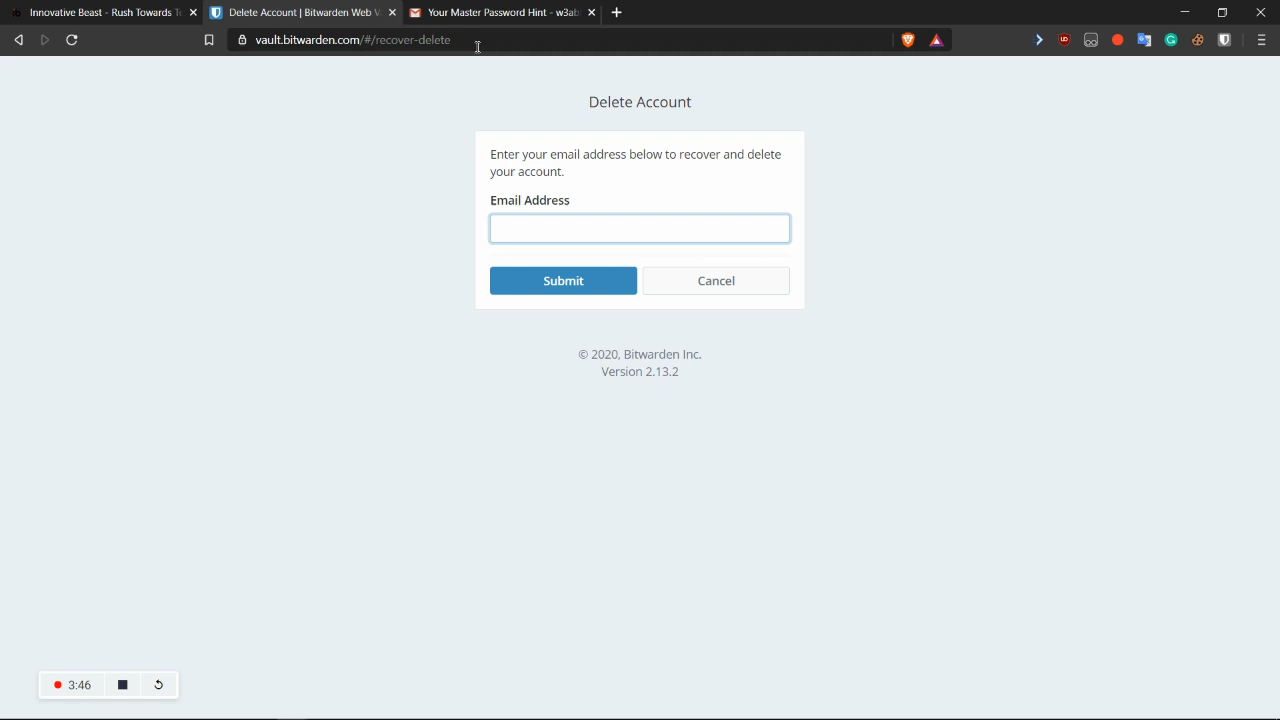 Innovative Beast - Rush Towards Te
Delete Account | Bitwarden Web V
Your Master Password Hint - w3ab
vault.bitwarden.com/#/recover-delete
Delete Account
Enter your email address below to recover and delete
your account.
Email Address
Submit
Cancel
© 2020, Bitwarden Inc.
Version 2.13.2
3:46